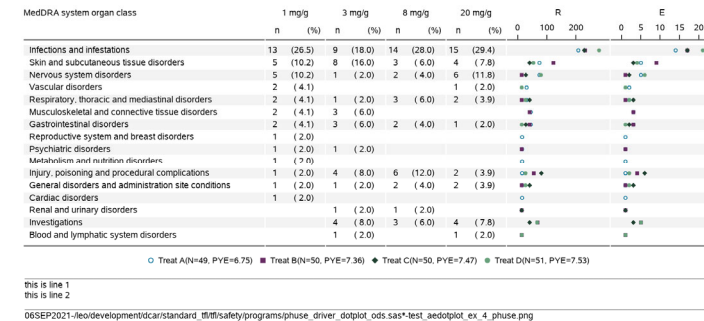 MedDRA system organ class 1 mg/g 3 mg/g 8 mg/g 20 mg/g R E
n (%) n (%) n (%) n (%) 0 100 200 0 5 10 15 20
Infections and infestations 13 (26.5) 9 (18.0) 14 (28.0) 15 (29.4)
Skin and subcutaneous tissue disorders 5 (10.2) 8 (16.0) 3 (6.0) 4 (7.8)
Nervous system disorders 5 (10.2) 1 (2.0) 2 (4.0) 6 (11.8)
Vascular disorders 2 (4.1) 1 (2.0)
Respiratory, thoracic and mediastinal disorders 2 (4.1) 1 (2.0) 3 (6.0) 2 (3.9)
Musculoskeletal and connective tissue disorders 2 (4.1) 3 (6.0)
Gastrointestinal disorders 2 (4.1) 3 (6.0) 2 (4.0) 1 (2.0)
Reproductive system and breast disorders 1 (2.0)
Psychiatric disorders 1 (2.0) 1 (2.0)
Metabolism and nutrition disorders 1 (2.0)
Injury, poisoning and procedural complications 1 (2.0) 4 (8.0) 6 (12.0) 2 (3.9)
General disorders and administration site conditions 1 (2.0) 1 (2.0) 2 (4.0) 2 (3.9)
Cardiac disorders 1 (2.0)
Renal and urinary disorders 1 (2.0) 1 (2.0)
Investigations 4 (8.0) 3 (6.0) 4 (7.8)
Blood and lymphatic system disorders 1 (2.0) 1 (2.0)
Treat A(N=49, PYE=6.75) Treat B(N=50, PYE=7.36) Treat C(N=50, PYE=7.47) Treat D(N=51, PYE=7.53)
this is line 1
this is line 2
06SEP2021-/leo/development/dcar/standard_tfl/tfl/safety/programs/phuse_driver_dotplot_ods.sas*-test_aedotplot_ex_4_phuse.png